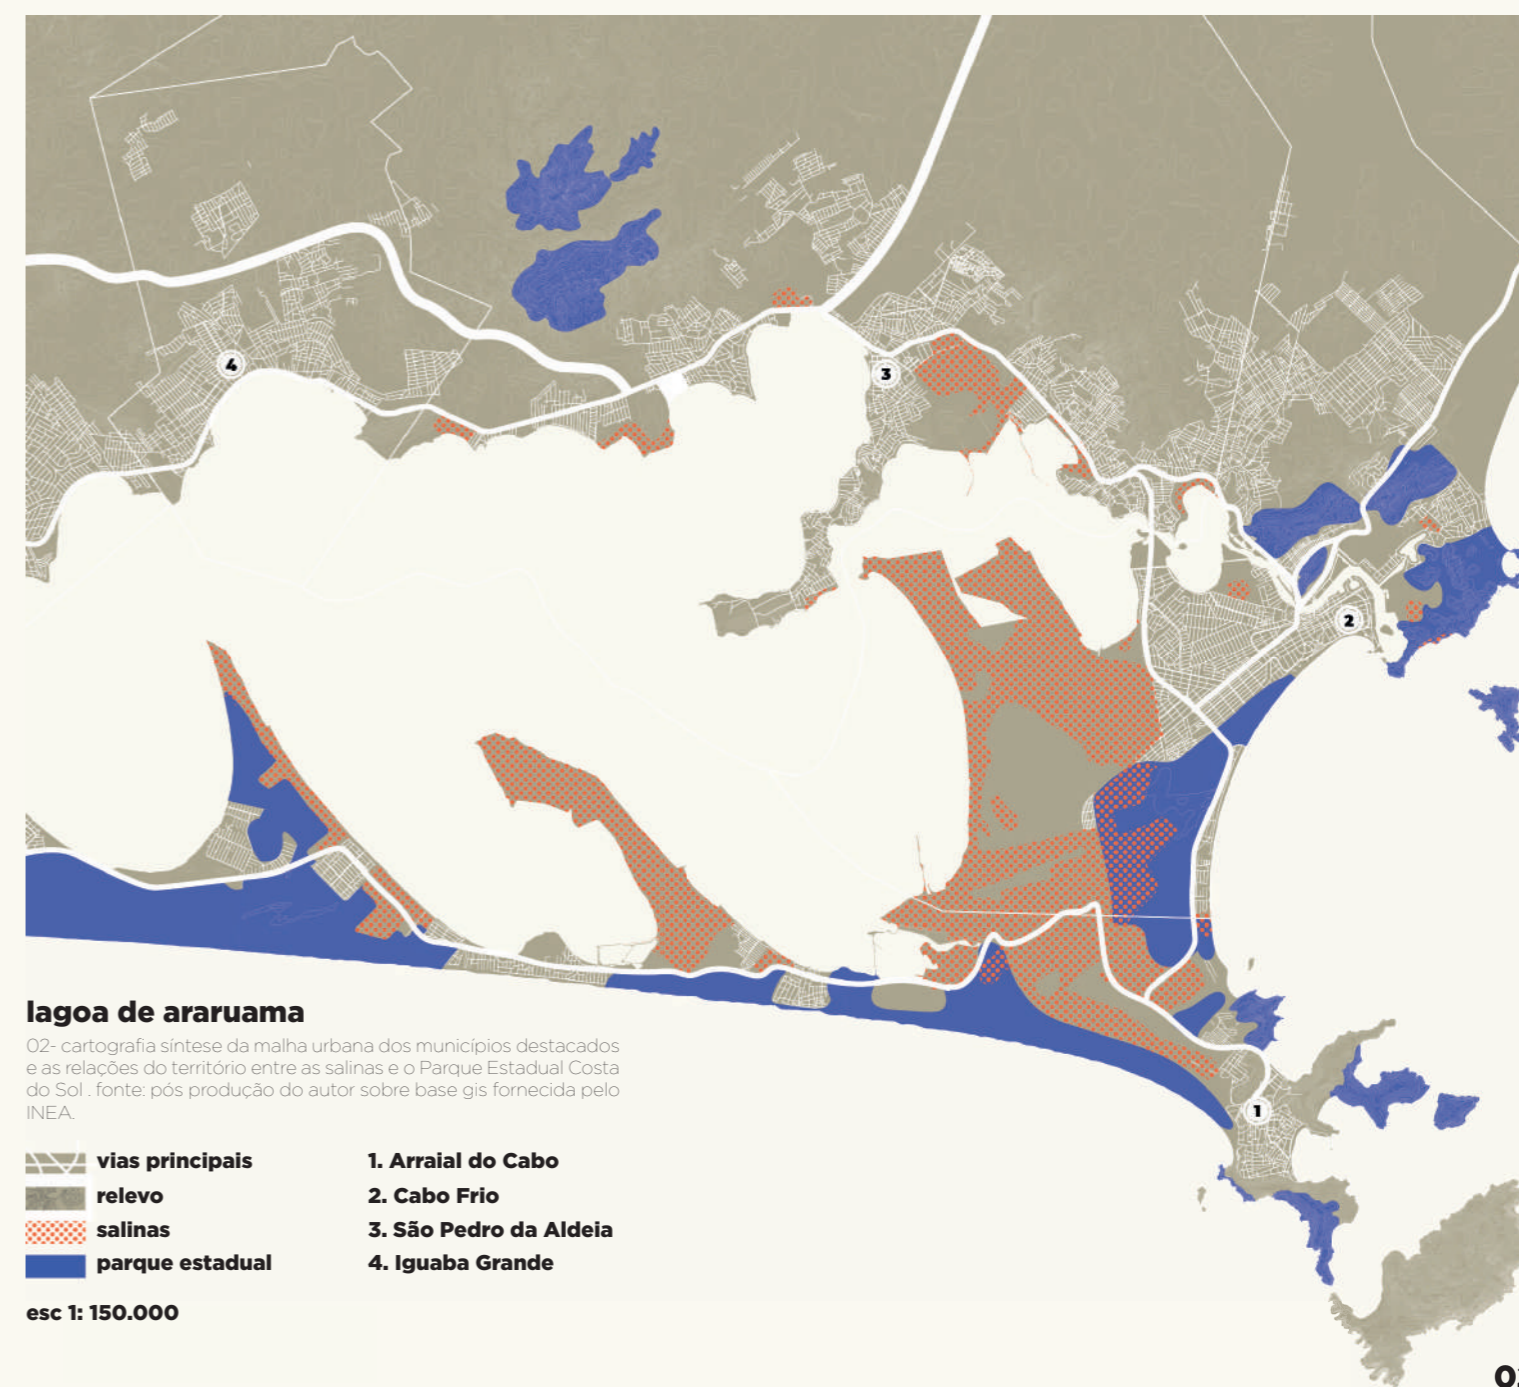 4
3
2
1
lagoa de araruama
02- cartografia síntese da malha urbana dos municípios destacados
e as relações do território entre as salinas e o Parque Estadual Costa
do Sol . fonte: pós produção do autor sobre base gis fornecida pelo
INEA.
vias principais
relevo
salinas
parque estadual
1. Arraial do Cabo
2. Cabo Frio
3. São Pedro da Aldeia
4. Iguaba Grande
esc 1: 150.000